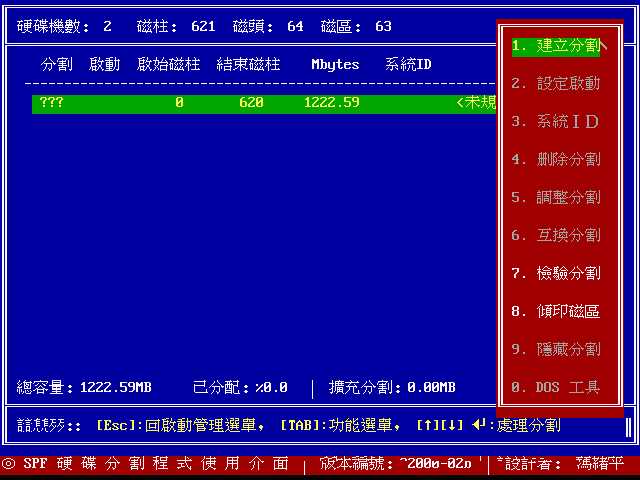 硬碟機數: 2 磁柱: 621 磁頭: 64 磁區: 63
分割 啟動 啟始磁柱 結束磁柱 Mbytes 系統ID
??? 0 620 1222.59 <未規
1. 建立分割
2. 設定啟動
3. 系統ＩＤ
4. 刪除分割
5. 調整分割
6. 互換分割
7. 檢驗分割
8. 傾印磁區
9. 隱藏分割
0. DOS 工具
總容量:1222.59MB 已分配:%0.0 │ 擴充分割:0.00MB
[Esc]:回啟動管理選單, [TAB]:功能選單, [↑][↓] ↵:處理分割
◎ SPF 硬碟分割程式使用介面 │ 版本編號: │ 設計者: 馮緒平